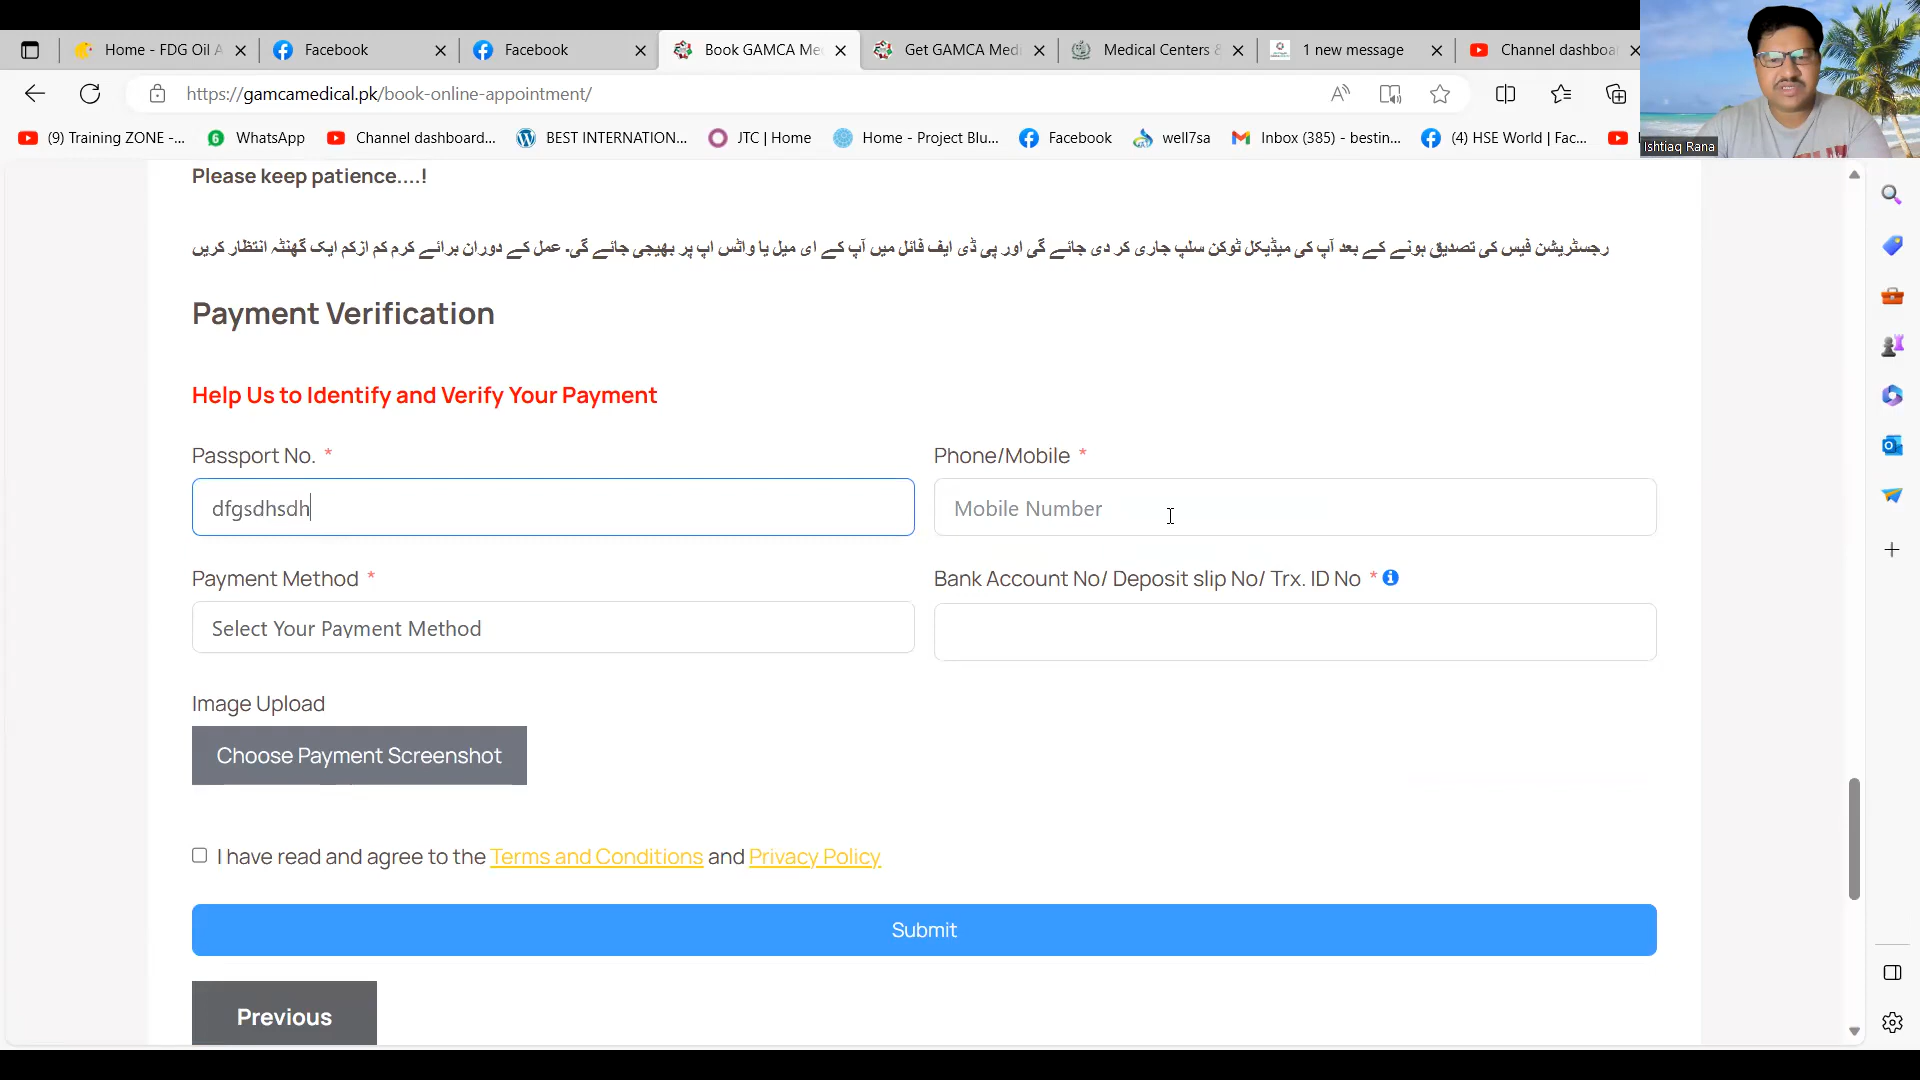 Home - FDG Oil A
Facebook
Facebook
Book GAMCA Me
Get GAMCA Medi
Medical Centers &
1 new message
Channel dashboa
https://gamcamedical.pk/book-online-appointment/
(9) Training ZONE -...
6
WhatsApp
Channel dashboard...
BEST INTERNATION...
JTC | Home
Home - Project Blu...
Facebook
well7sa
Inbox (385) - bestin...
(4) HSE World | Fac...
Ishtiaq Rana
Please keep patience....!
رجسٹریشن فیس کی تصدیق ہونے کے بعد آپ کی میڈیکل ٹوکن سلپ جاری کر دی جائے گی اور پی ڈی ایف فائل میں آپ کے ای میل یا واٹس اپ پر بھیجی جائے گی۔ عمل کے دوران برائے کرم کم ازکم ایک گھنٹہ انتظار کریں
Payment Verification
Help Us to Identify and Verify Your Payment
Passport No. *
Phone/Mobile *
dfgsdhsdh
Mobile Number
Payment Method *
Bank Account No/ Deposit slip No/ Trx. ID No *
Select Your Payment Method
Image Upload
Choose Payment Screenshot
I have read and agree to the Terms and Conditions and Privacy Policy
Submit
Previous